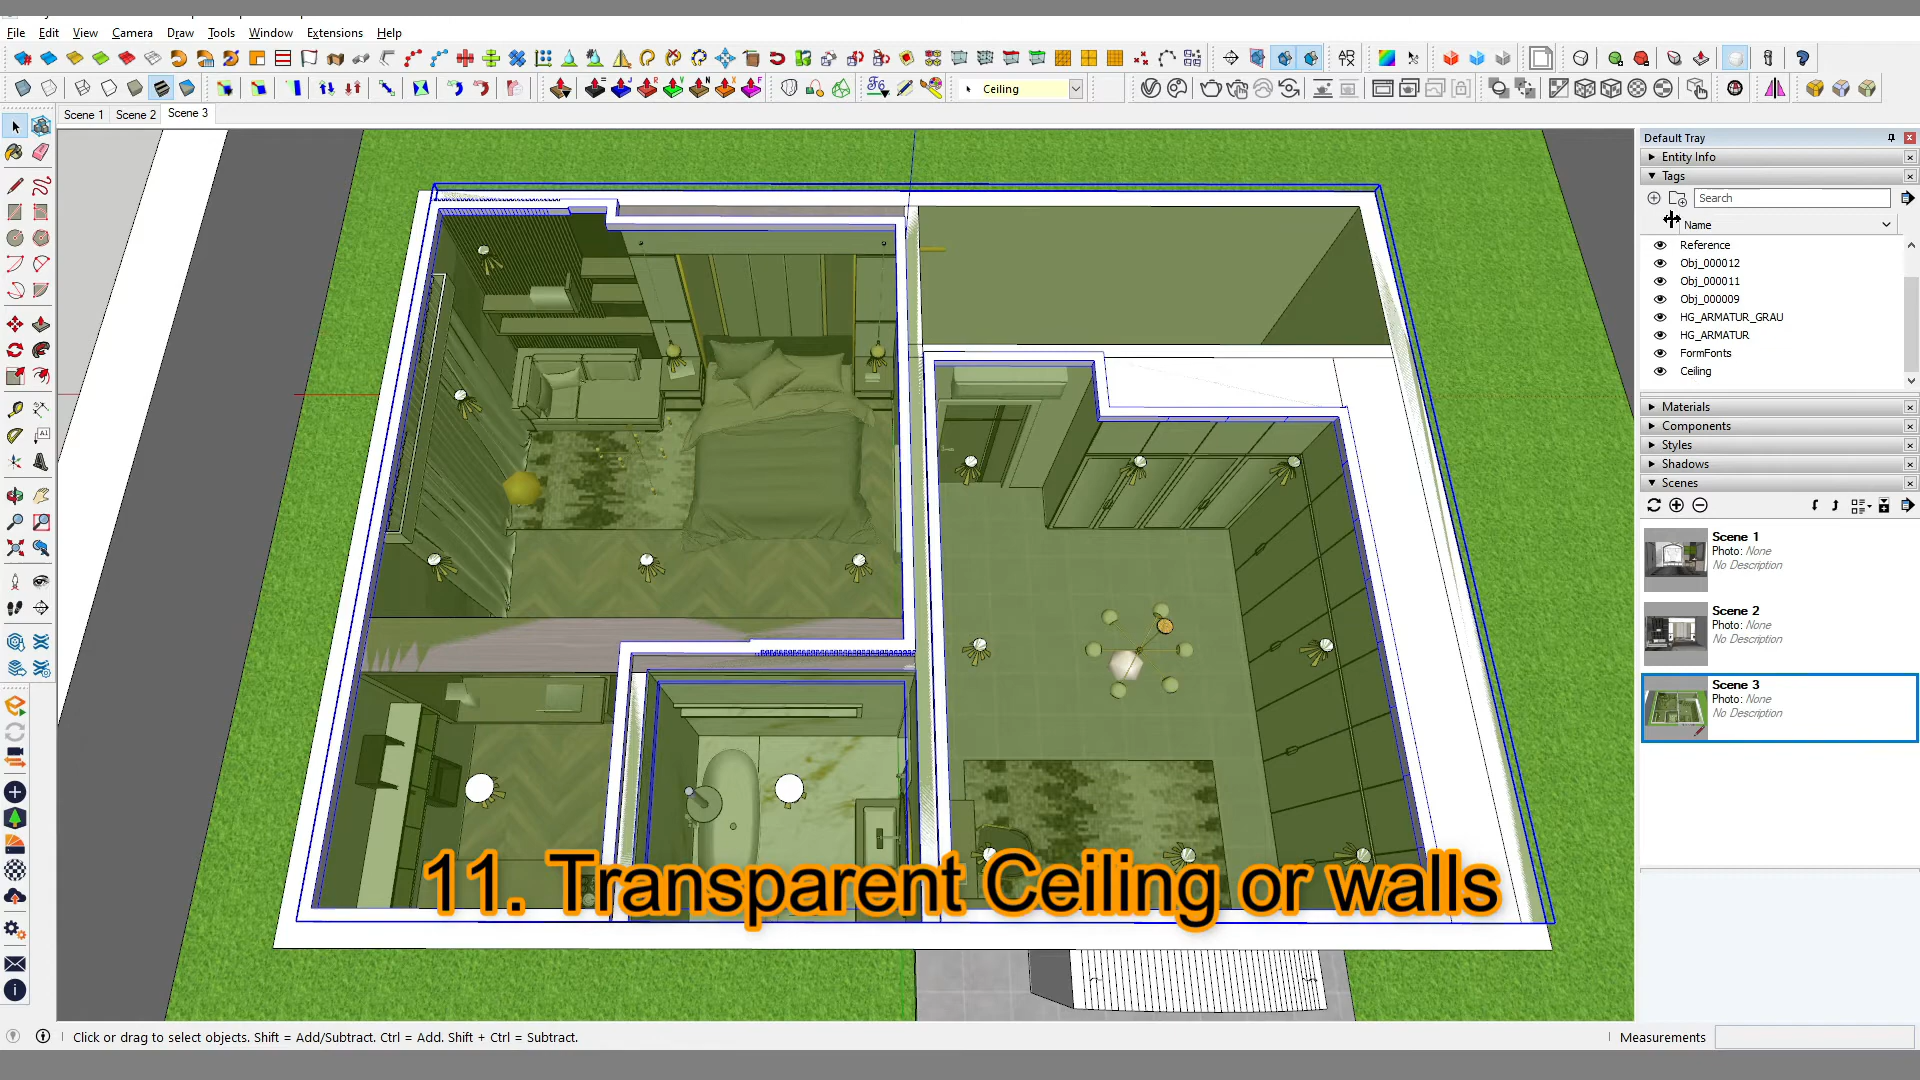 File Edit View Camera Draw Tools Window Extensions Help
Ceiling
Scene 1 Scene 2 Scene 3
Default Tray
Entity Info
Tags
Search
Name
Reference
Obj_000012
Obj_000011
Obj_000009
HG_ARMATUR_GRAU
HG_ARMATUR
FormFonts
Ceiling
Materials
Components
Styles
Shadows
Scenes
Scene 1
Photo: None
No Description
Scene 2
Photo: None
No Description
Scene 3
Photo: None
No Description
11. Transparent Ceiling or walls
Click or drag to select objects. Shift = Add/Subtract. Ctrl = Add. Shift + Ctrl = Subtract.
Measurements